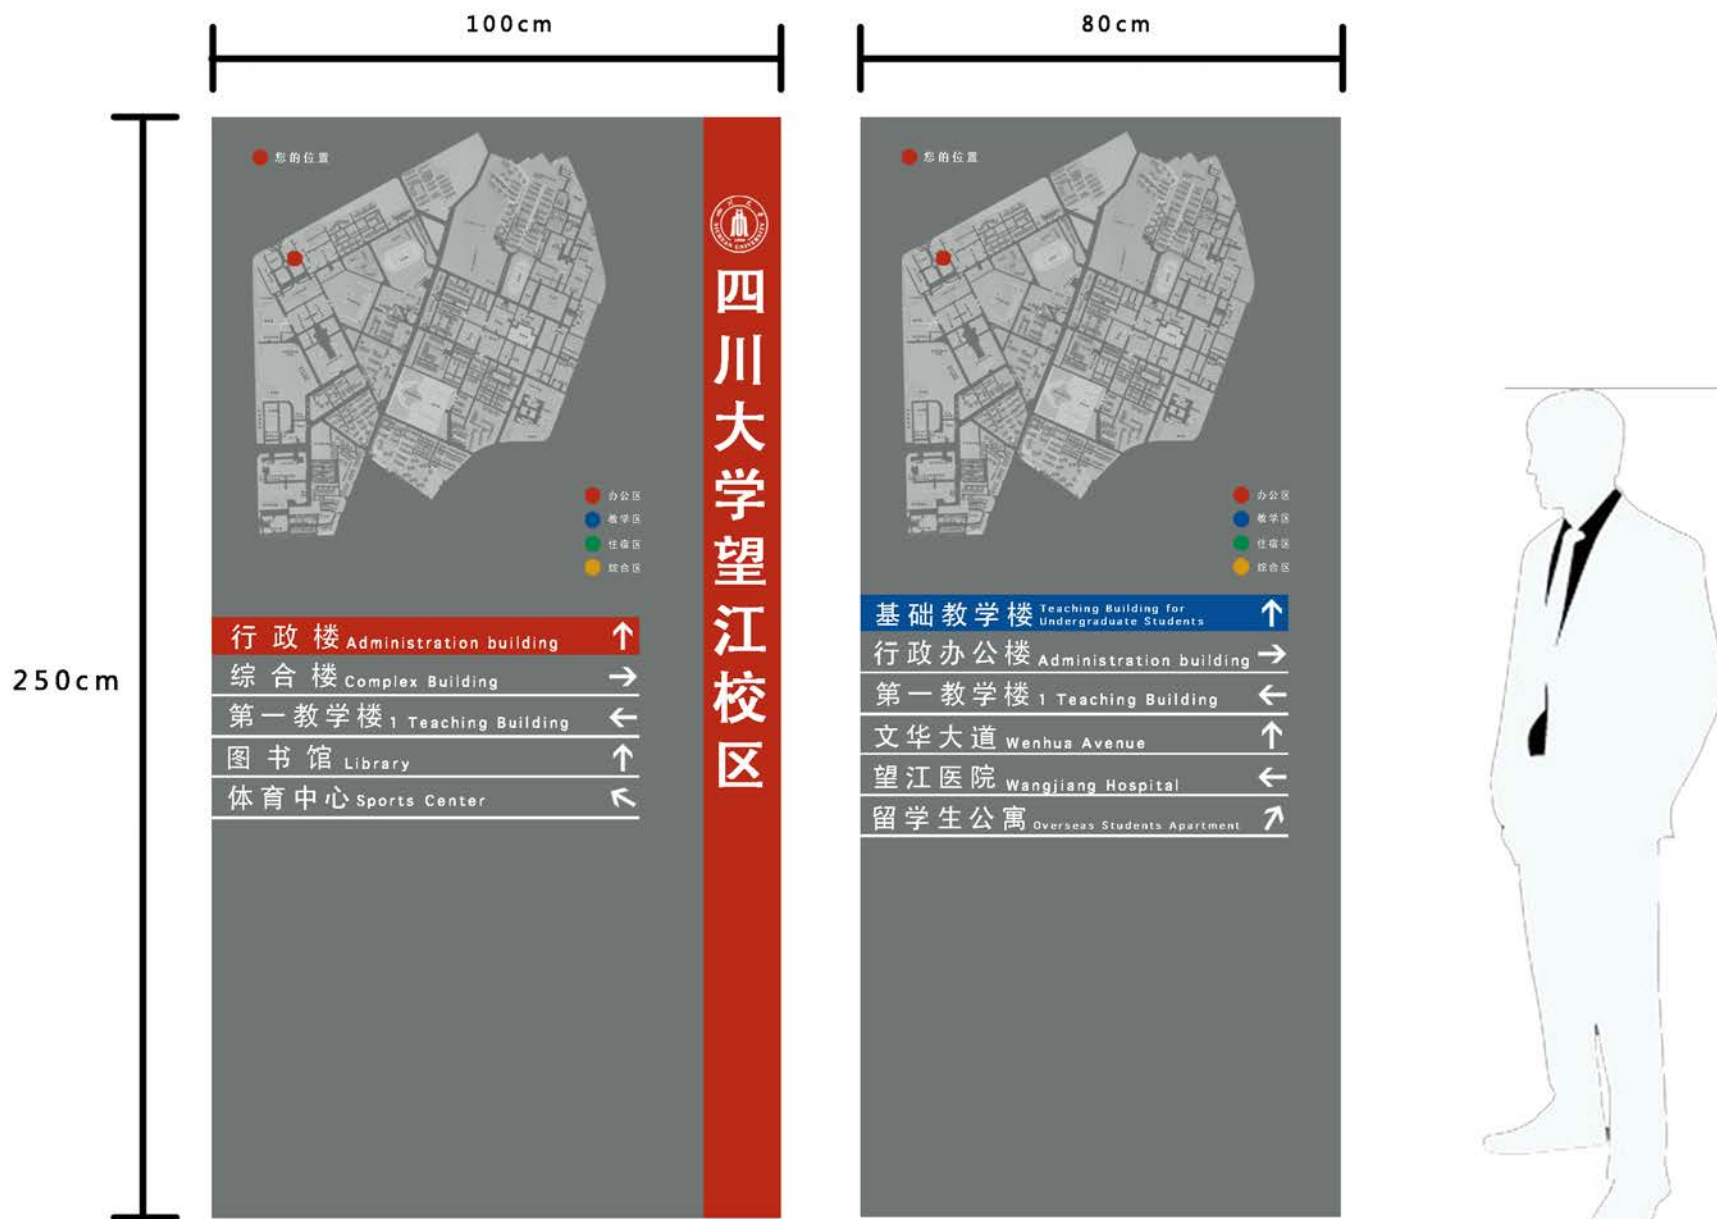 100cm
80cm
250cm
您的位置
SICHUAN UNIVERSITY
四川大学望江校区
办公区
教学区
住宿区
综合区
行政楼 Administration building ↑
综合楼 Complex Building →
第一教学楼 1 Teaching Building ←
图书馆 Library ↑
体育中心 Sports Center ↖
您的位置
办公区
教学区
住宿区
综合区
基础教学楼 Teaching Building for
Undergraduate Students ↑
行政办公楼 Administration building →
第一教学楼 1 Teaching Building ←
文华大道 Wenhua Avenue ↑
望江医院 Wangjiang Hospital ←
留学生公寓 Overseas Students Apartment ↗